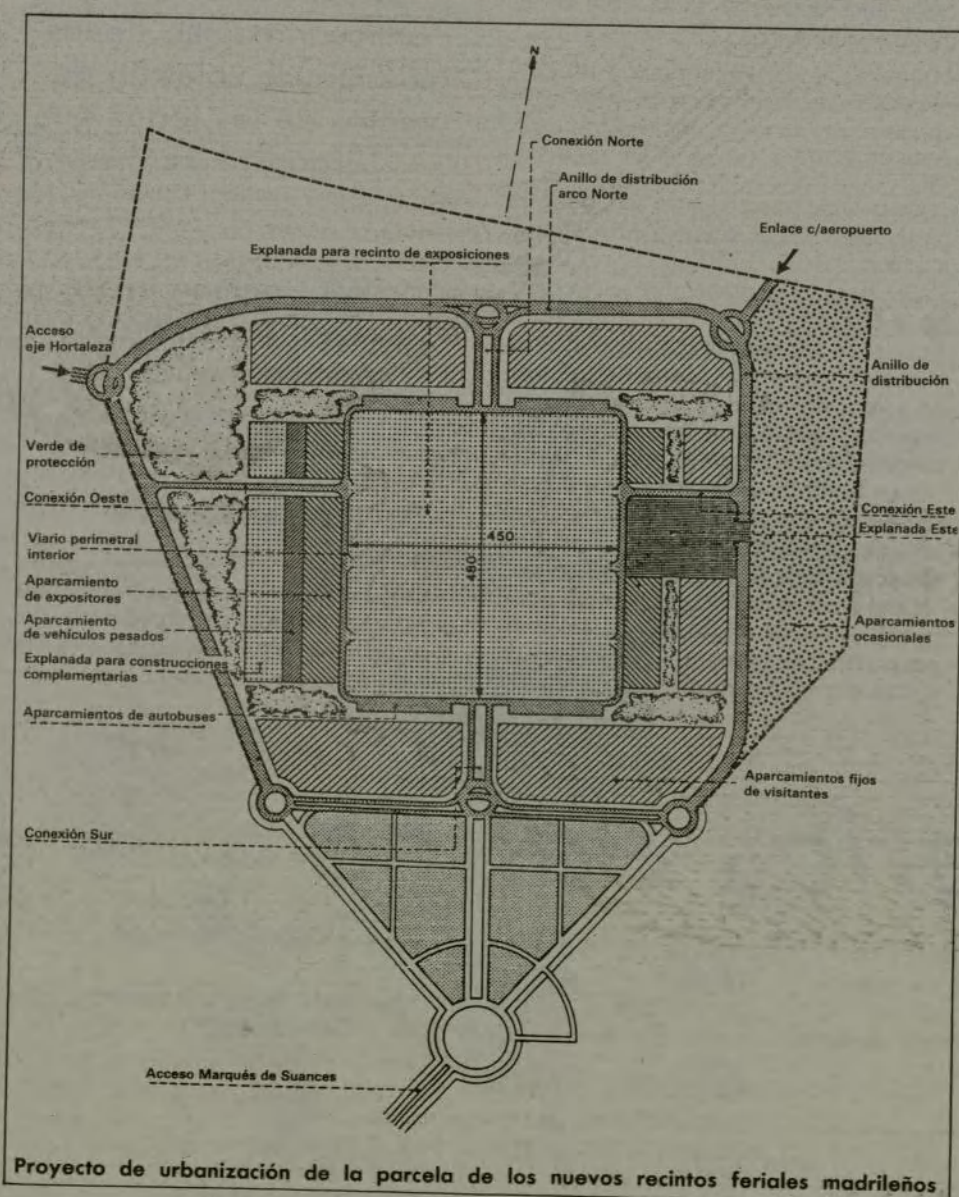 N
Conexión Norte
Anillo de distribución
arco Norte
Enlace c/aeropuerto
Explanada para recinto de exposiciones
Acceso
eje Hortaleza
Anillo de
distribución
Verde de
protección
Conexión Oeste
Conexión Este
Explanada Este
Viario perimetral
interior
450
480
Aparcamiento
de expositores
Aparcamiento
de vehículos pesados
Aparcamientos
ocasionales
Explanada para construcciones
complementarias
Aparcamientos de autobuses
Aparcamientos fijos
de visitantes
Conexión Sur
Acceso Marqués de Suances
Proyecto de urbanización de la parcela de los nuevos recintos feriales madrileños